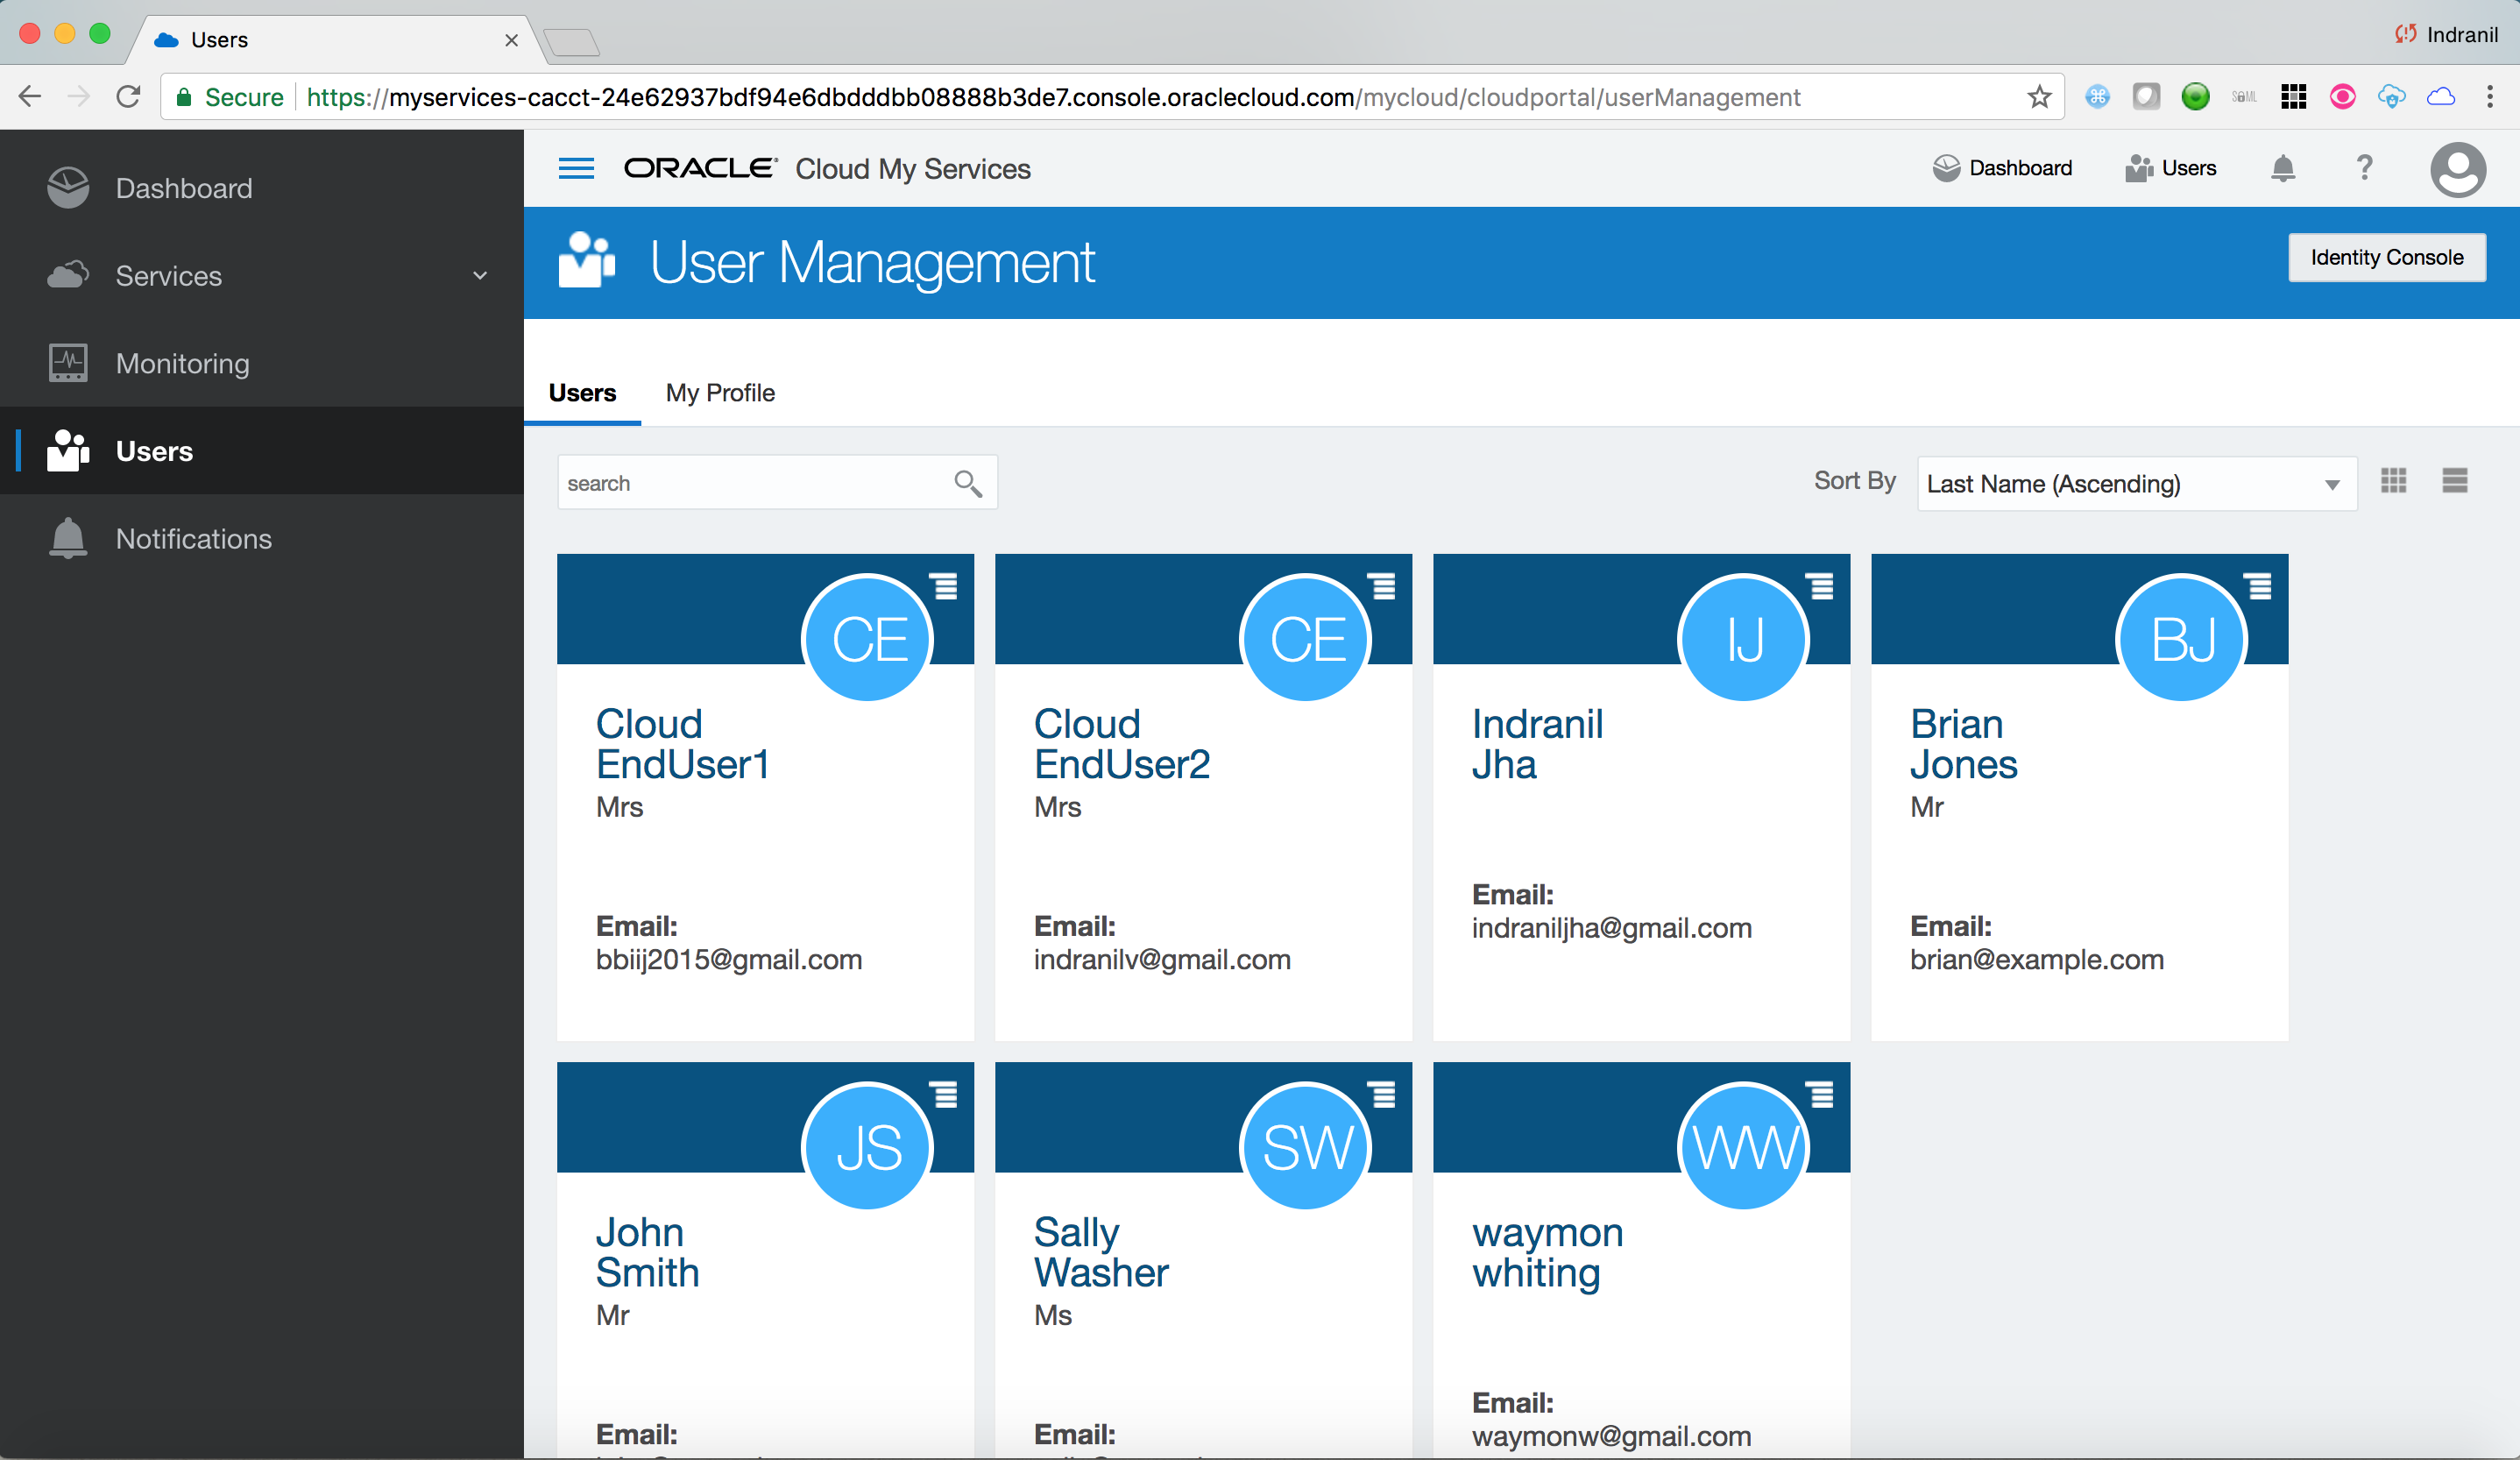 Users
Indranil
Secure https://myservices-cacct-24e62937bdf94e6dbdddbb08888b3de7.console.oraclecloud.com/mycloud/cloudportal/userManagement
Dashboard
Services
Monitoring
Users
Notifications
ORACLE Cloud My Services
Dashboard
Users
?
User Management
Identity Console
Users
My Profile
search
Sort By
Last Name (Ascending)
CE
Cloud
EndUser1
Mrs
Email:
bbiij2015@gmail.com
CE
Cloud
EndUser2
Mrs
Email:
indranilv@gmail.com
IJ
Indranil
Jha
Email:
indraniljha@gmail.com
BJ
Brian
Jones
Mr
Email:
brian@example.com
JS
John
Smith
Mr
Email:
SW
Sally
Washer
Ms
Email:
WW
waymon
whiting
Email:
waymonw@gmail.com